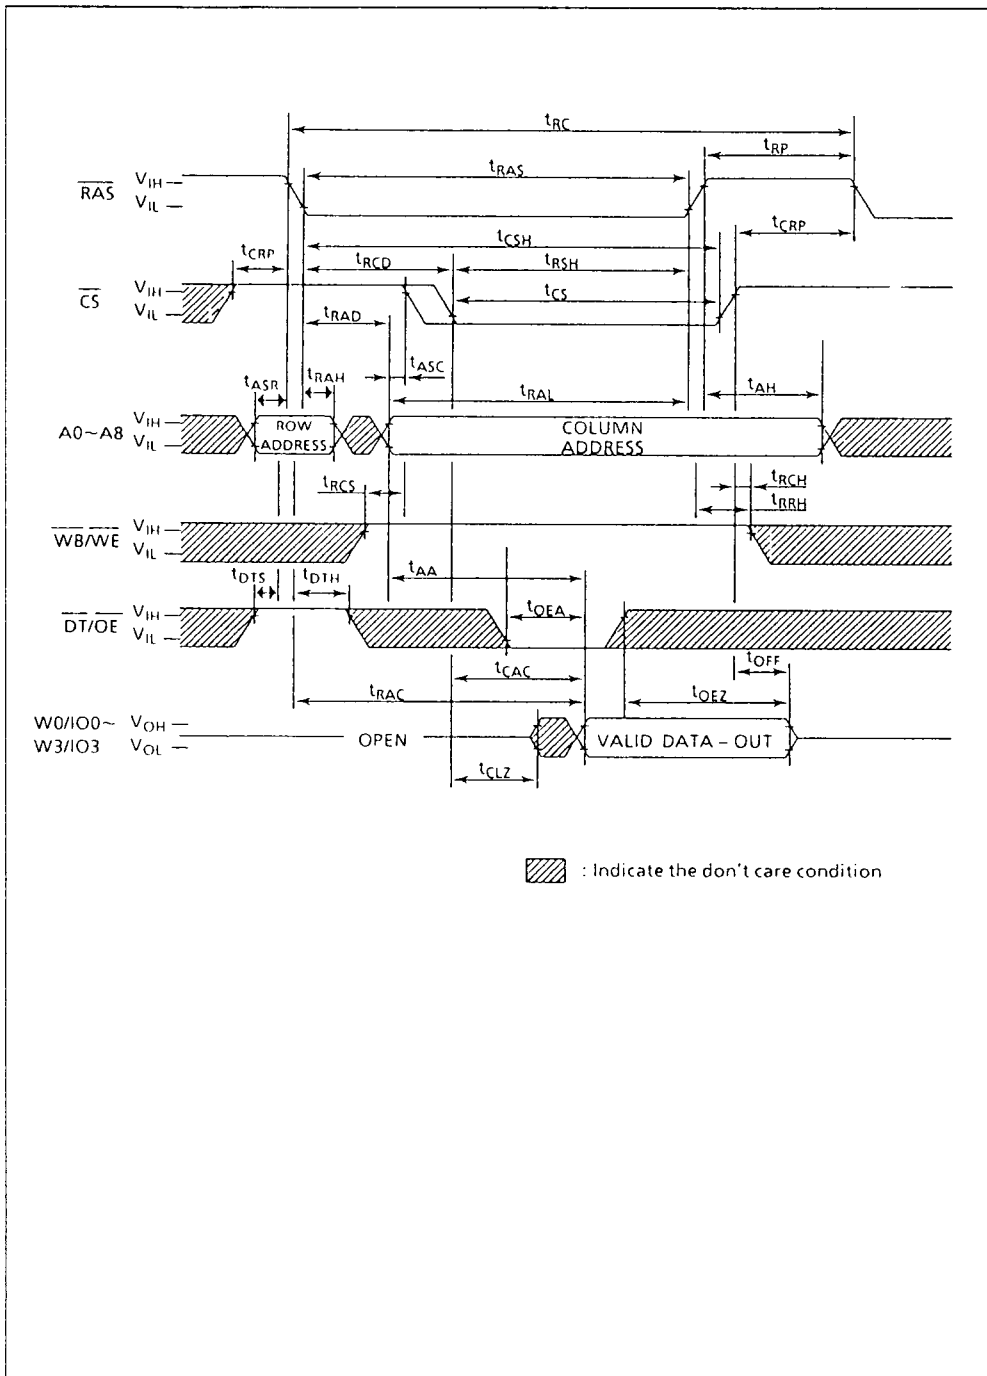 tRC
tRP
tRAS
RAS VIH
VIL
tCSH
tCRP
tCRP
tRCD
tRSH
CS VIH
VIL
tCS
tRAD
tASC
tASR
tRAH
tRAL
tAH
A0~A8 VIH
VIL
ROW
ADDRESS
COLUMN
ADDRESS
tRCS
tRCH
tRRH
WB/WE VIH
VIL
tDTS
tDTH
tAA
DT/OE VIH
VIL
tOEA
tCAC
tOFF
tRAC
tOEZ
W0/IO0~ VOH
W3/IO3 VOL
OPEN
VALID DATA-OUT
tCLZ
: Indicate the don't care condition